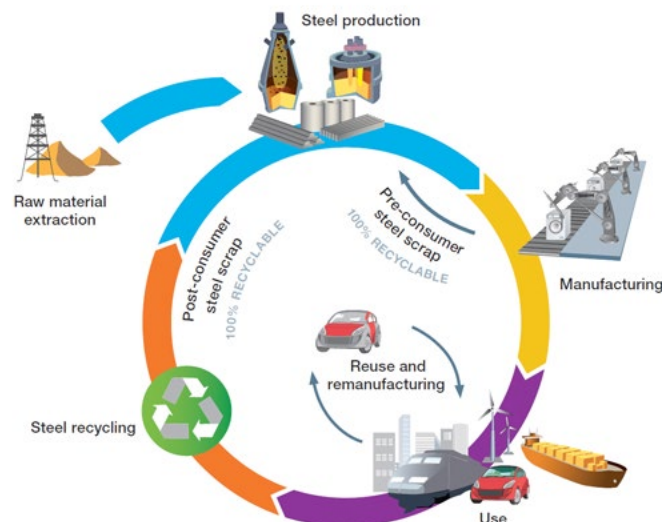 Steel production
Raw material
extraction
Pre-consumer
steel scrap
100% RECYCLABLE
Post-consumer
steel scrap
100% RECYCLABLE
Manufacturing
Reuse and
remanufacturing
Steel recycling
Use